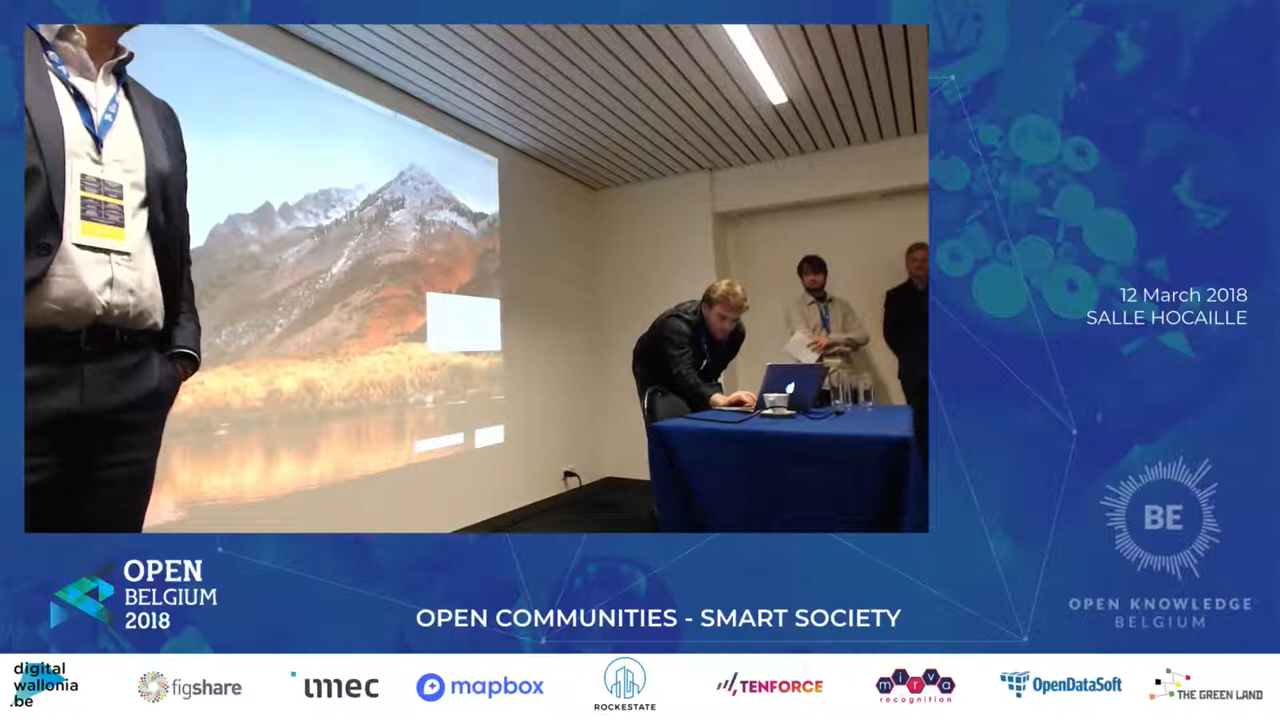 12 March 2018
SALLE HOCAILLE
BE
OPEN KNOWLEDGE
BELGIUM
OPEN
BELGIUM
2018
OPEN COMMUNITIES - SMART SOCIETY
digital
wallonia
.be
figshare
imec
mapbox
ROCKESTATE
TENFORCE
mirva
recognition
OpenDataSoft
THE GREEN LAND